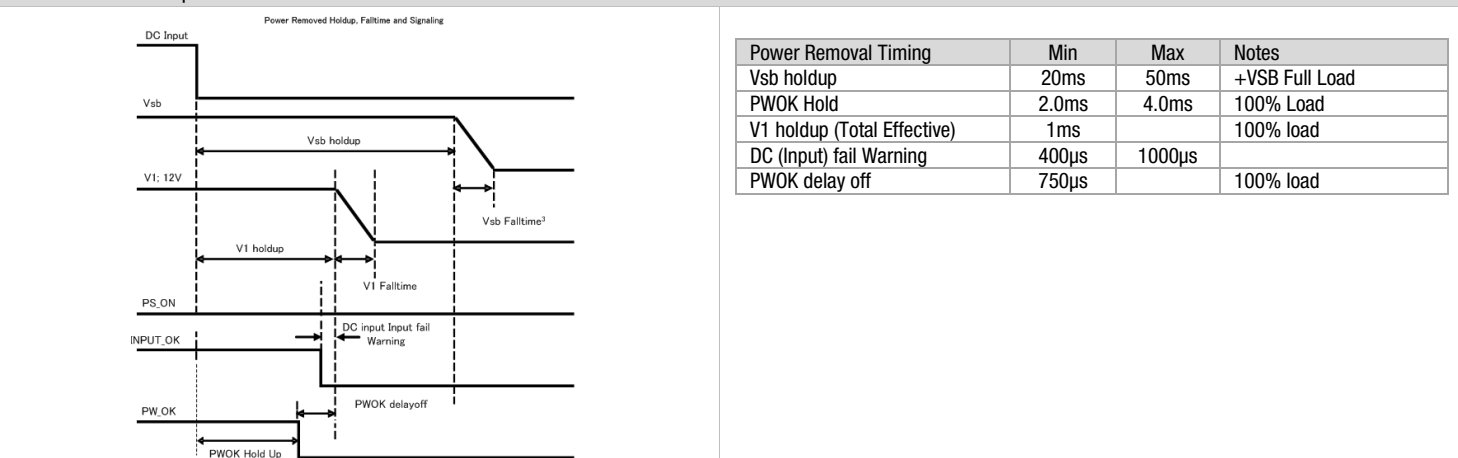 Power Removed Holdup, Falltime and Signaling
DC Input
Vsb
Vsb holdup
V1; 12V
Vsb Falltime³
V1 holdup
V1 Falltime
PS_ON
DC input Input fail
Warning
INPUT_OK
PWOK delayoff
PW_OK
PWOK Hold Up
Power Removal Timing Min Max Notes
Vsb holdup 20ms 50ms +VSB Full Load
PWOK Hold 2.0ms 4.0ms 100% Load
V1 holdup (Total Effective) 1ms 100% load
DC (Input) fail Warning 400µs 1000µs
PWOK delay off 750µs 100% load